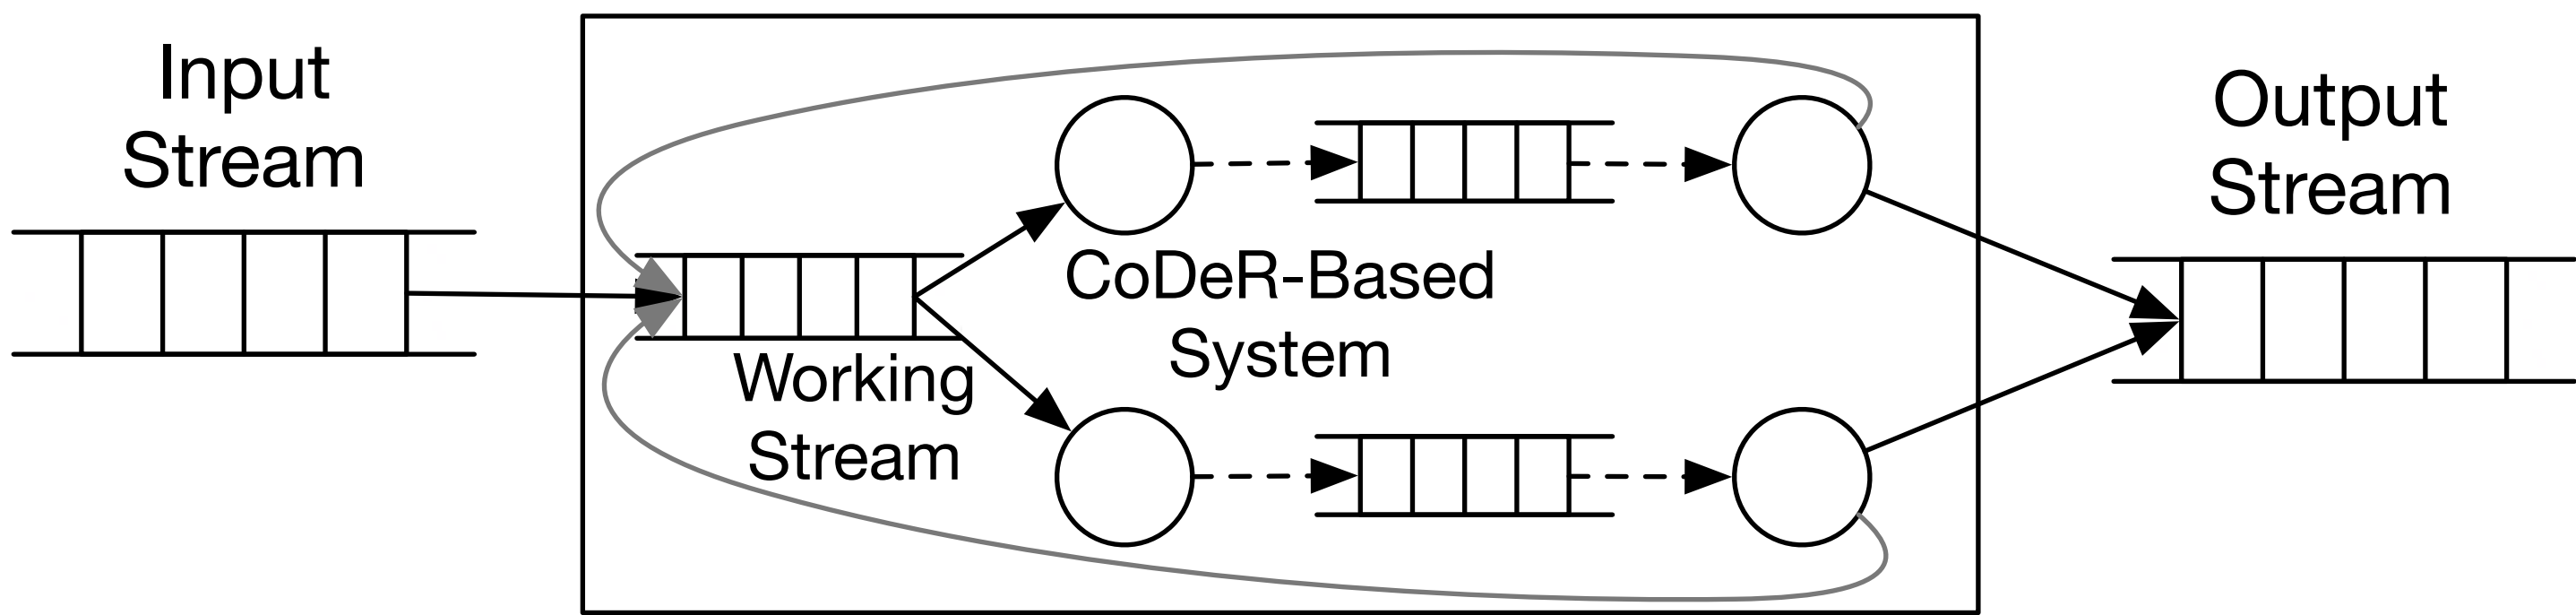 Input
Stream
Working
Stream
CoDeR-Based
System
Output
Stream